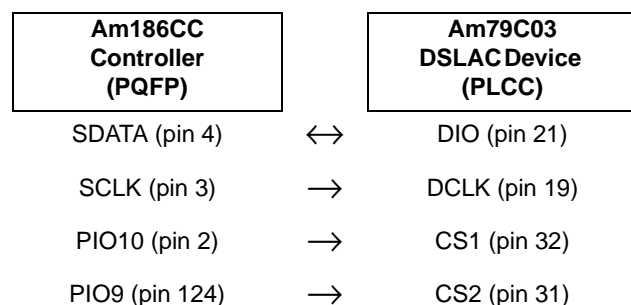 Am186CC
Controller
(PQFP)
Am79C03
DSLAC Device
(PLCC)
SDATA (pin 4) ↔ DIO (pin 21)
SCLK (pin 3) → DCLK (pin 19)
PIO10 (pin 2) → CS1 (pin 32)
PIO9 (pin 124) → CS2 (pin 31)